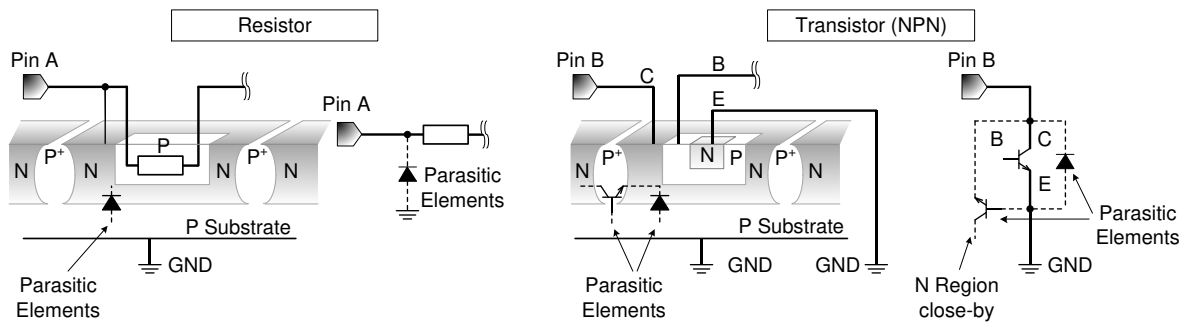 Resistor
Pin A
N
P+
N
P
N
P+
N
Parasitic
Elements
P Substrate
GND
Pin A
Parasitic
Elements
Transistor (NPN)
Pin B
C
B
E
N
P+
N
N
P
N
P+
N
P Substrate
GND
GND
Parasitic
Elements
Pin B
B
C
E
GND
Parasitic
Elements
N Region
close-by